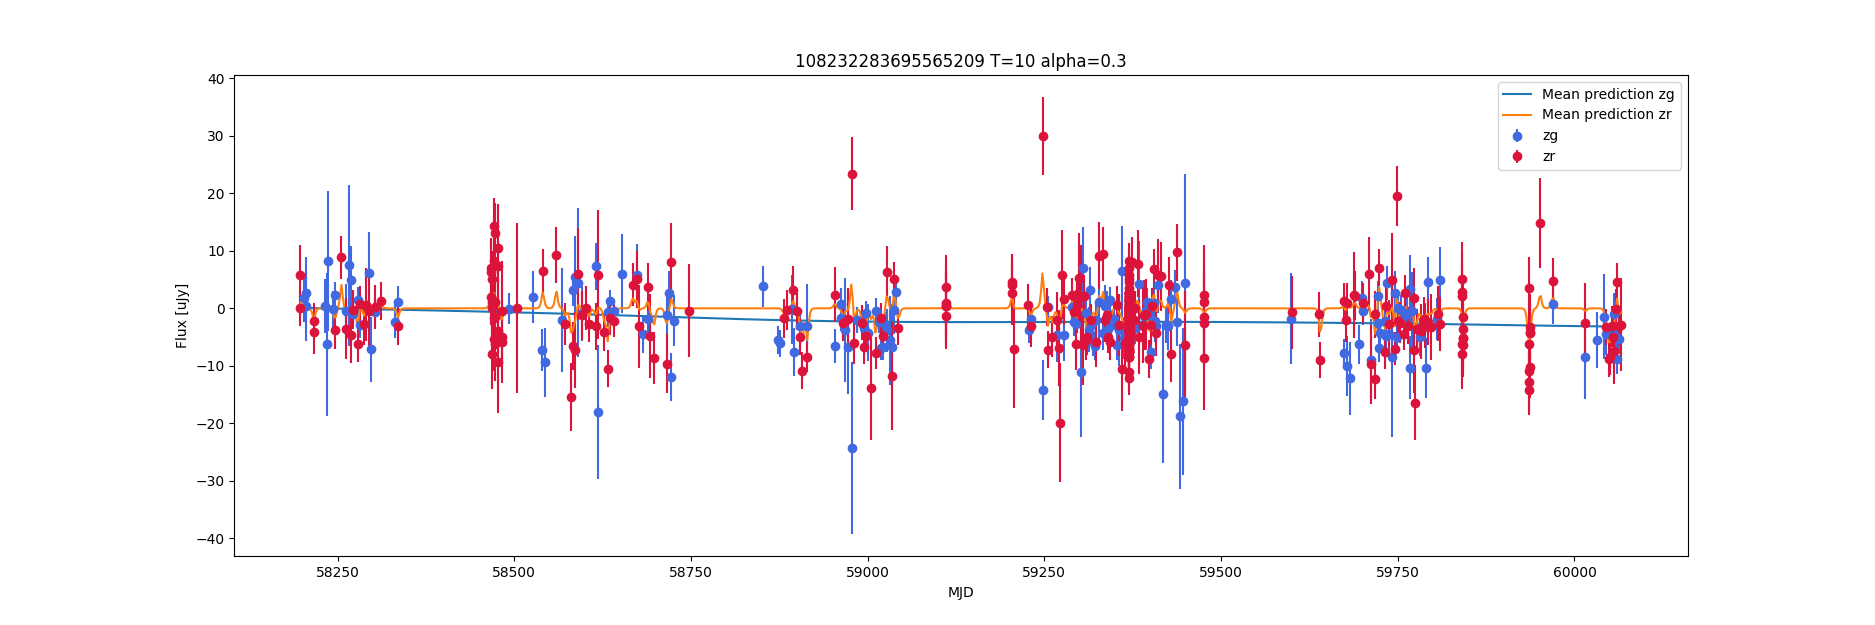 108232283695565209 T=10 alpha=0.3
Flux [uJy]
40
30
20
10
0
−10
−20
−30
−40
Mean prediction zg
Mean prediction zr
zg
zr
58250
58500
58750
59000
59250
59500
59750
60000
MJD